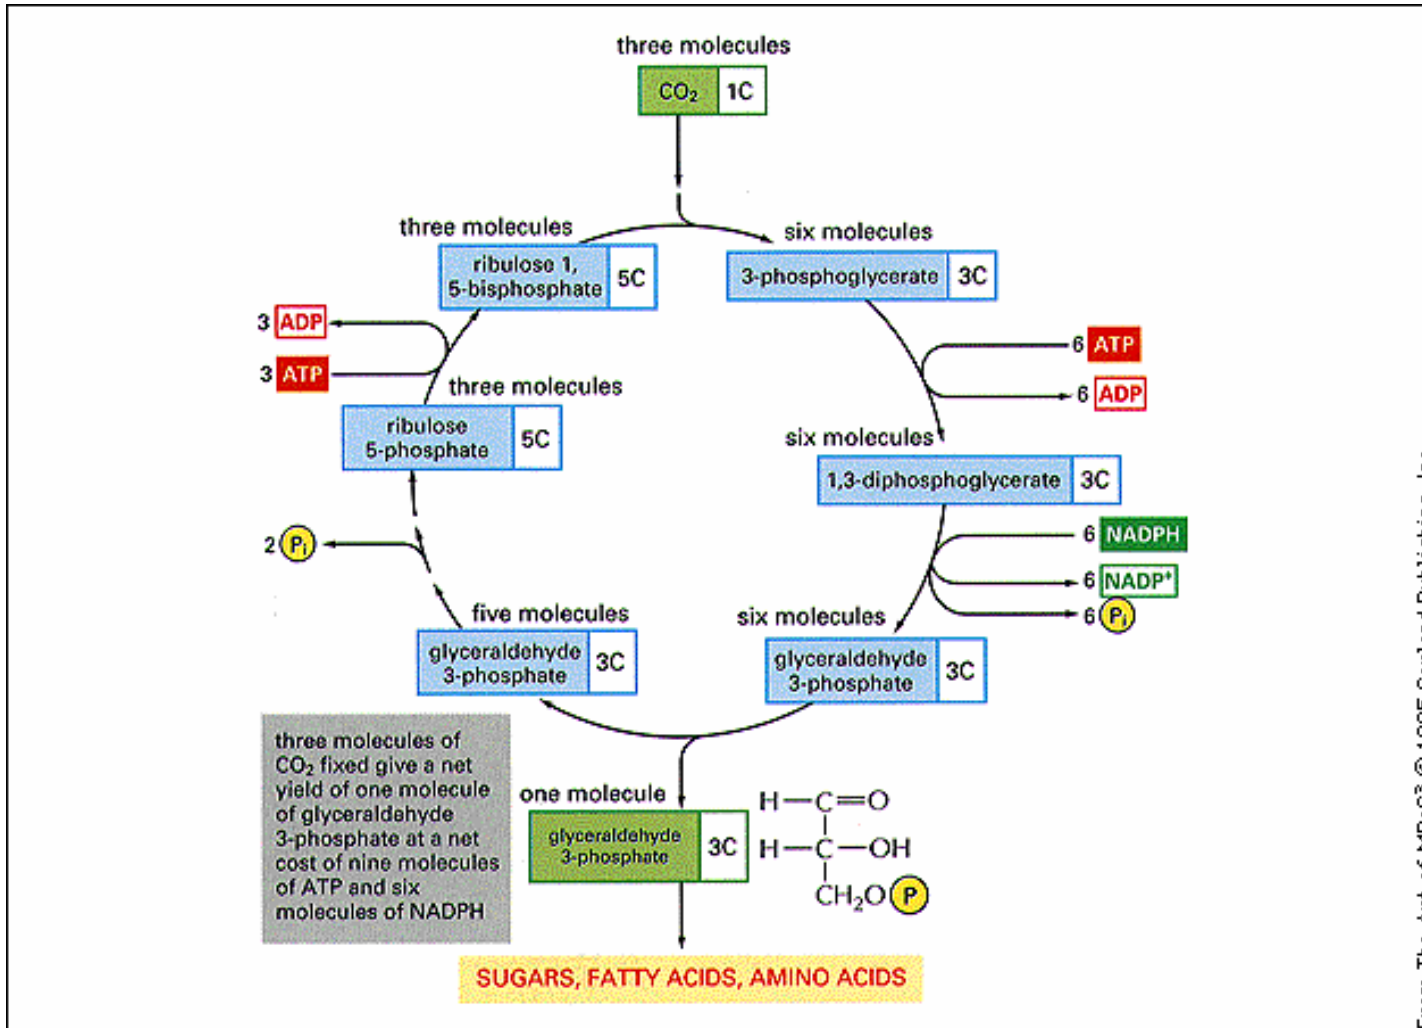 three molecules
CO₂ 1C
three molecules
ribulose 1,
5-bisphosphate
5C
six molecules
3-phosphoglycerate 3C
3 ADP
3 ATP
6 ATP
6 ADP
three molecules
ribulose
5-phosphate
5C
six molecules
1,3-diphosphoglycerate 3C
2 Pi
6 NADPH
6 NADP⁺
6 Pi
five molecules
glyceraldehyde
3-phosphate
3C
six molecules
glyceraldehyde
3-phosphate
3C
three molecules of
CO₂ fixed give a net
yield of one molecule
of glyceraldehyde
3-phosphate at a net
cost of nine molecules
of ATP and six
molecules of NADPH
one molecule
glyceraldehyde
3-phosphate
3C
H—C=O
H—C—OH
CH₂O P
SUGARS, FATTY ACIDS, AMINO ACIDS